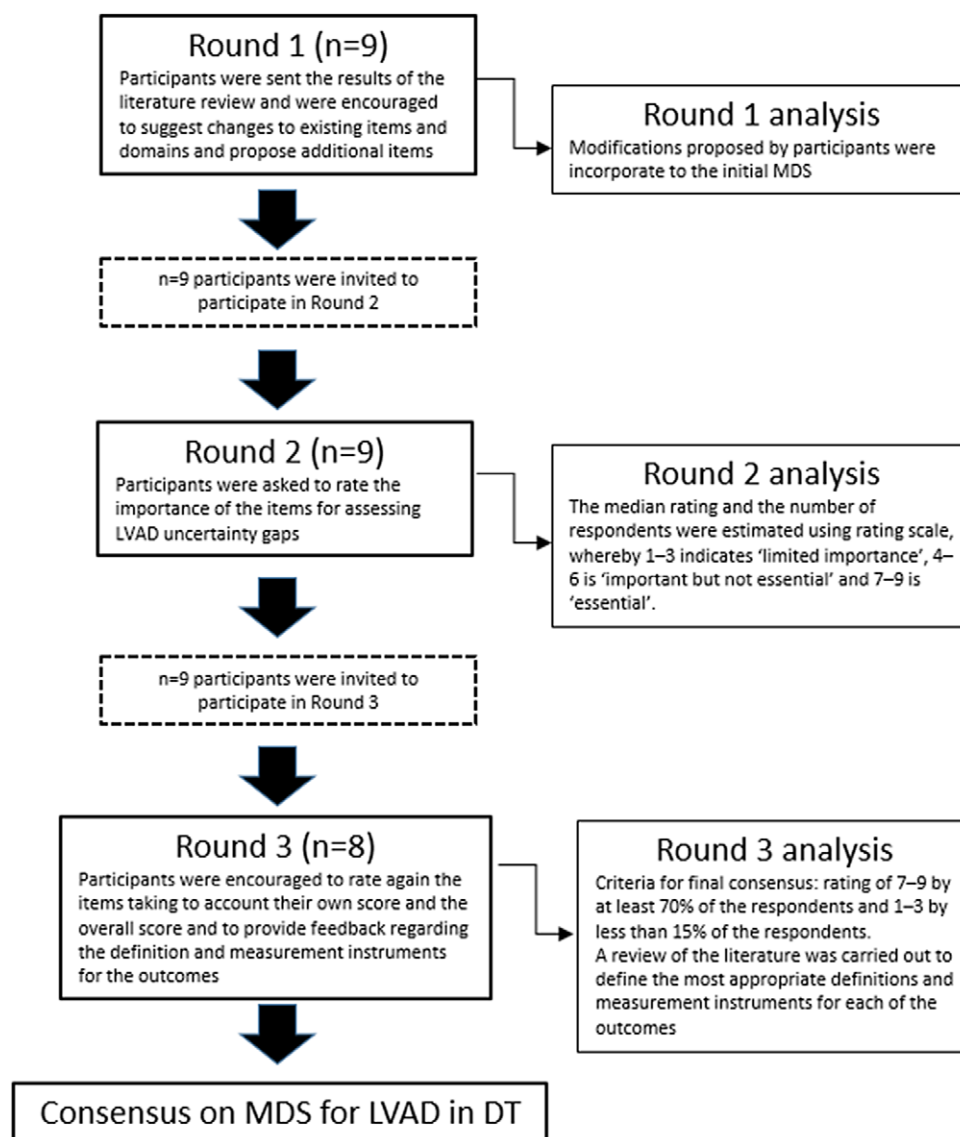 Round 1 (n=9)
Participants were sent the results of the
literature review and were encouraged
to suggest changes to existing items and
domains and propose additional items
Round 1 analysis
Modifications proposed by participants were
incorporate to the initial MDS
n=9 participants were invited to
participate in Round 2
Round 2 (n=9)
Participants were asked to rate the
importance of the items for assessing
LVAD uncertainty gaps
Round 2 analysis
The median rating and the number of
respondents were estimated using rating scale,
whereby 1–3 indicates ‘limited importance’, 4–
6 is ‘important but not essential’ and 7–9 is
‘essential’.
n=9 participants were invited to
participate in Round 3
Round 3 (n=8)
Participants were encouraged to rate again the
items taking to account their own score and the
overall score and to provide feedback regarding
the definition and measurement instruments
for the outcomes
Round 3 analysis
Criteria for final consensus: rating of 7–9 by
at least 70% of the respondents and 1–3 by
less than 15% of the respondents.
A review of the literature was carried out to
define the most appropriate definitions and
measurement instruments for each of the
outcomes
Consensus on MDS for LVAD in DT